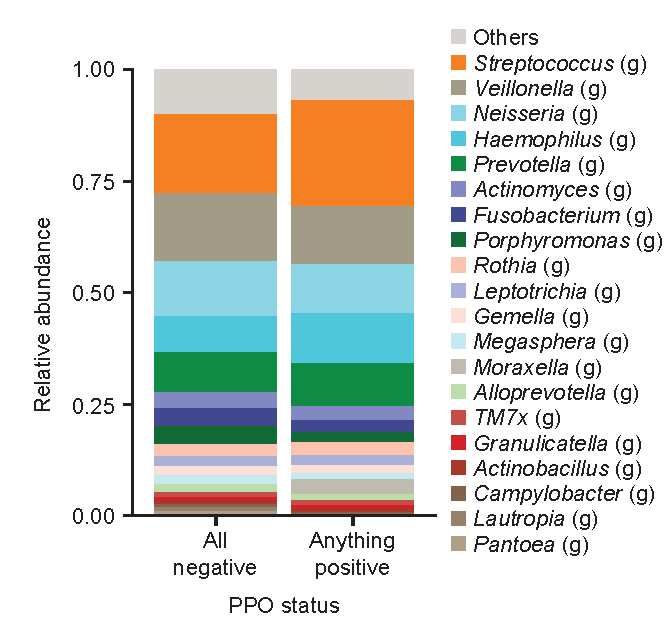 Others
Streptococcus (g)
Veillonella (g)
Neisseria (g)
Haemophilus (g)
Prevotella (g)
Actinomyces (g)
Fusobacterium (g)
Porphyromonas (g)
Rothia (g)
Leptotrichia (g)
Gemella (g)
Megasphera (g)
Moraxella (g)
Alloprevotella (g)
TM7x (g)
Granulicatella (g)
Actinobacillus (g)
Campylobacter (g)
Lautropia (g)
Pantoea (g)
Relative abundance
1.00
0.75
0.50
0.25
0.00
All
negative
Anything
positive
PPO status